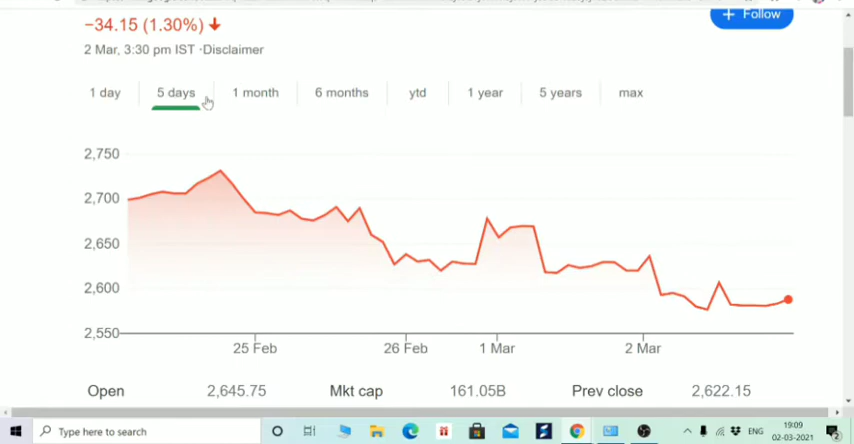 −34.15 (1.30%)
+ Follow
2 Mar, 3:30 pm IST ·Disclaimer
1 day 5 days 1 month 6 months ytd 1 year 5 years max
2,750
2,700
2,650
2,600
2,550
25 Feb 26 Feb 1 Mar 2 Mar
Open 2,645.75 Mkt cap 161.05B Prev close 2,622.15
Type here to search
ENG
19:09
02-03-2021
2